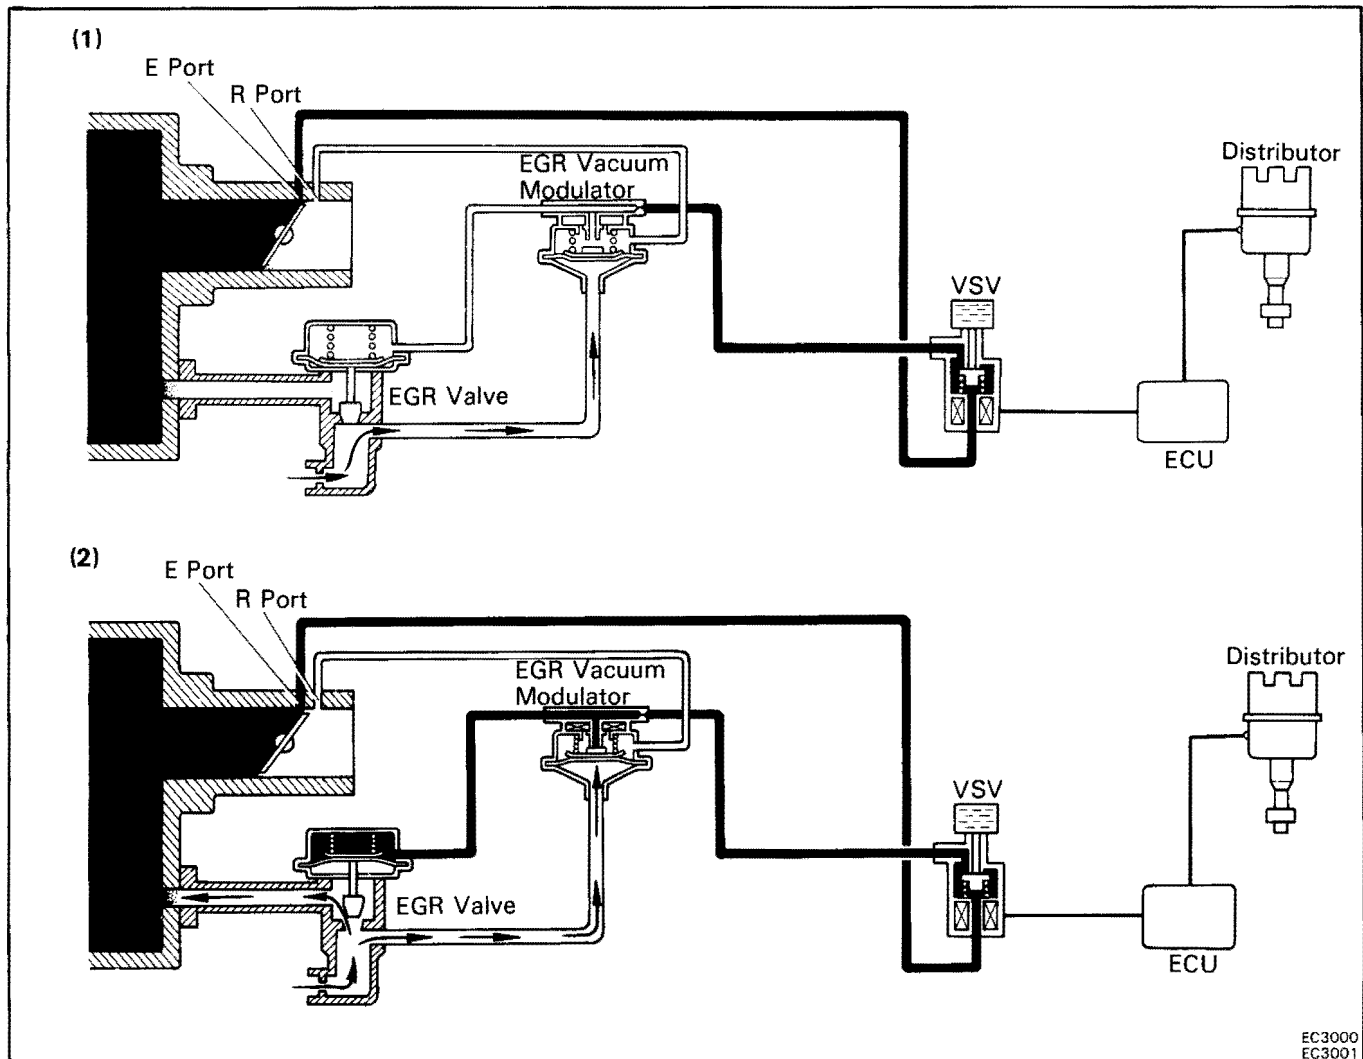 (1)
E Port
R Port
EGR Vacuum
Modulator
Distributor
VSV
EGR Valve
ECU
(2)
E Port
R Port
EGR Vacuum
Modulator
Distributor
VSV
EGR Valve
ECU
EC3000
EC3001